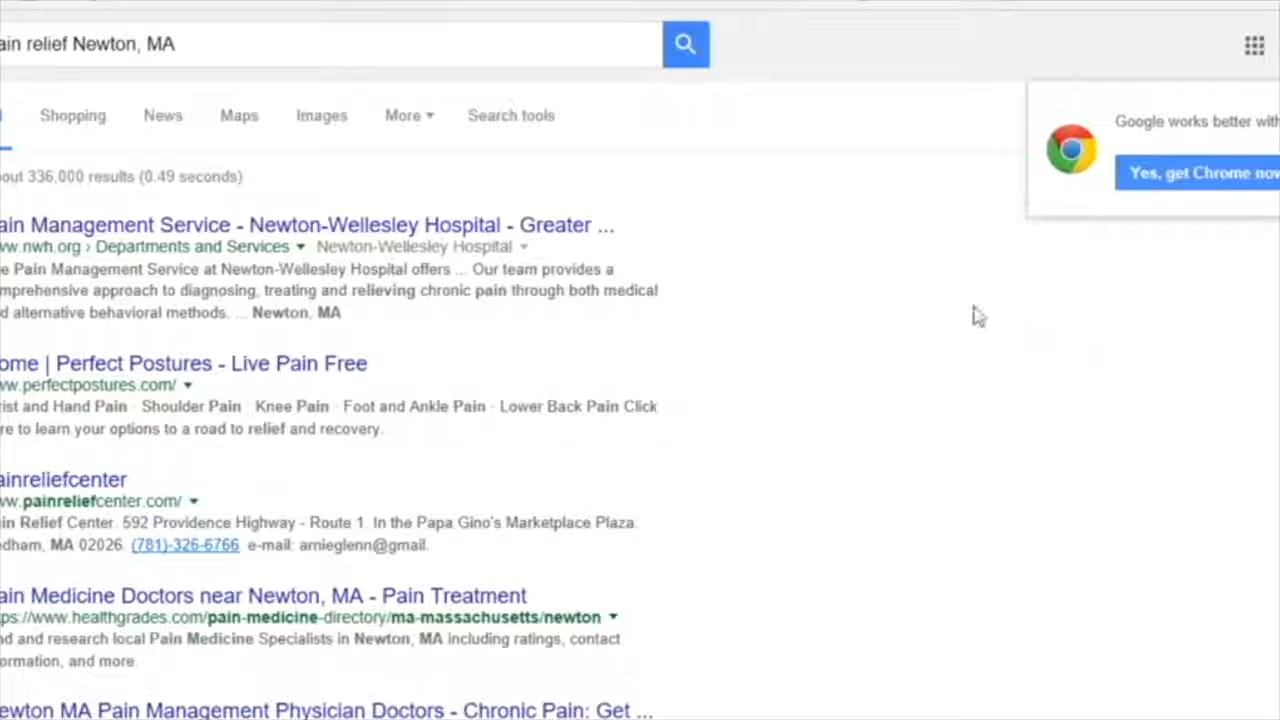 ain relief Newton, MA
Shopping News Maps Images More Search tools
out 336,000 results (0.49 seconds)
Google works better with
Yes, get Chrome now
ain Management Service - Newton-Wellesley Hospital - Greater ...
ww.nwh.org › Departments and Services Newton-Wellesley Hospital
e Pain Management Service at Newton-Wellesley Hospital offers ... Our team provides a
mprehensive approach to diagnosing, treating and relieving chronic pain through both medical
d alternative behavioral methods. ... Newton, MA
ome | Perfect Postures - Live Pain Free
ww.perfectpostures.com/
ist and Hand Pain · Shoulder Pain · Knee Pain · Foot and Ankle Pain · Lower Back Pain Click
re to learn your options to a road to relief and recovery.
ainreliefcenter
ww.painreliefcenter.com/
in Relief Center. 592 Providence Highway - Route 1. In the Papa Gino's Marketplace Plaza.
edham, MA 02026. (781)-326-6766. e-mail: arnieglenn@gmail.
ain Medicine Doctors near Newton, MA - Pain Treatment
ps://www.healthgrades.com/pain-medicine-directory/ma-massachusetts/newton
nd and research local Pain Medicine Specialists in Newton, MA including ratings, contact
ormation, and more.
ewton MA Pain Management Physician Doctors - Chronic Pain: Get ...